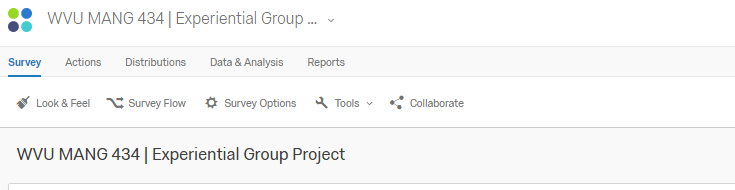 WVU MANG 434 | Experiential Group ...
Survey Actions Distributions Data & Analysis Reports
Look & Feel Survey Flow Survey Options Tools Collaborate
WVU MANG 434 | Experiential Group Project